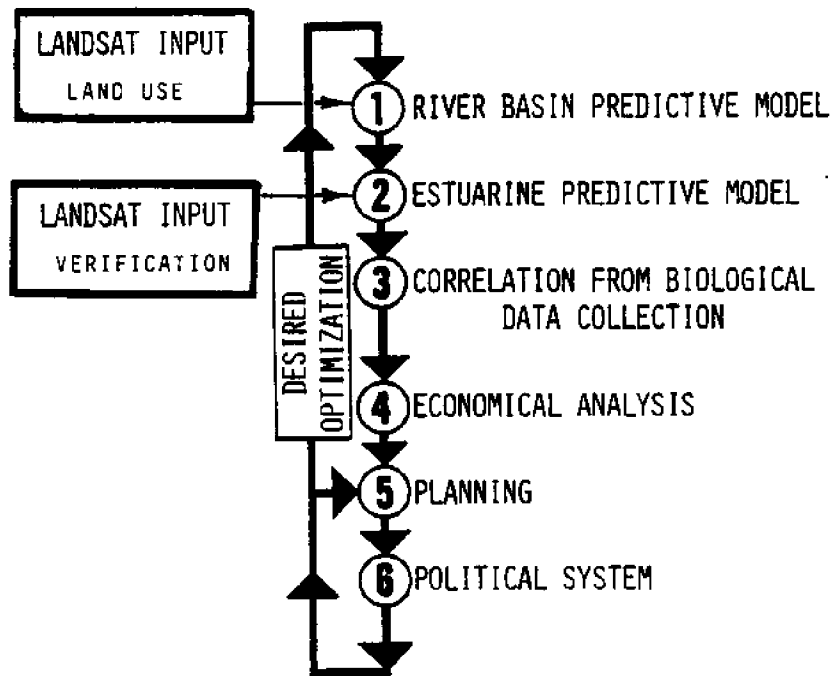 LANDSAT INPUT
LAND USE
1 RIVER BASIN PREDICTIVE MODEL
LANDSAT INPUT
VERIFICATION
2 ESTUARINE PREDICTIVE MODEL
3 CORRELATION FROM BIOLOGICAL
DATA COLLECTION
DESIRED
OPTIMIZATION
4 ECONOMICAL ANALYSIS
5 PLANNING
6 POLITICAL SYSTEM